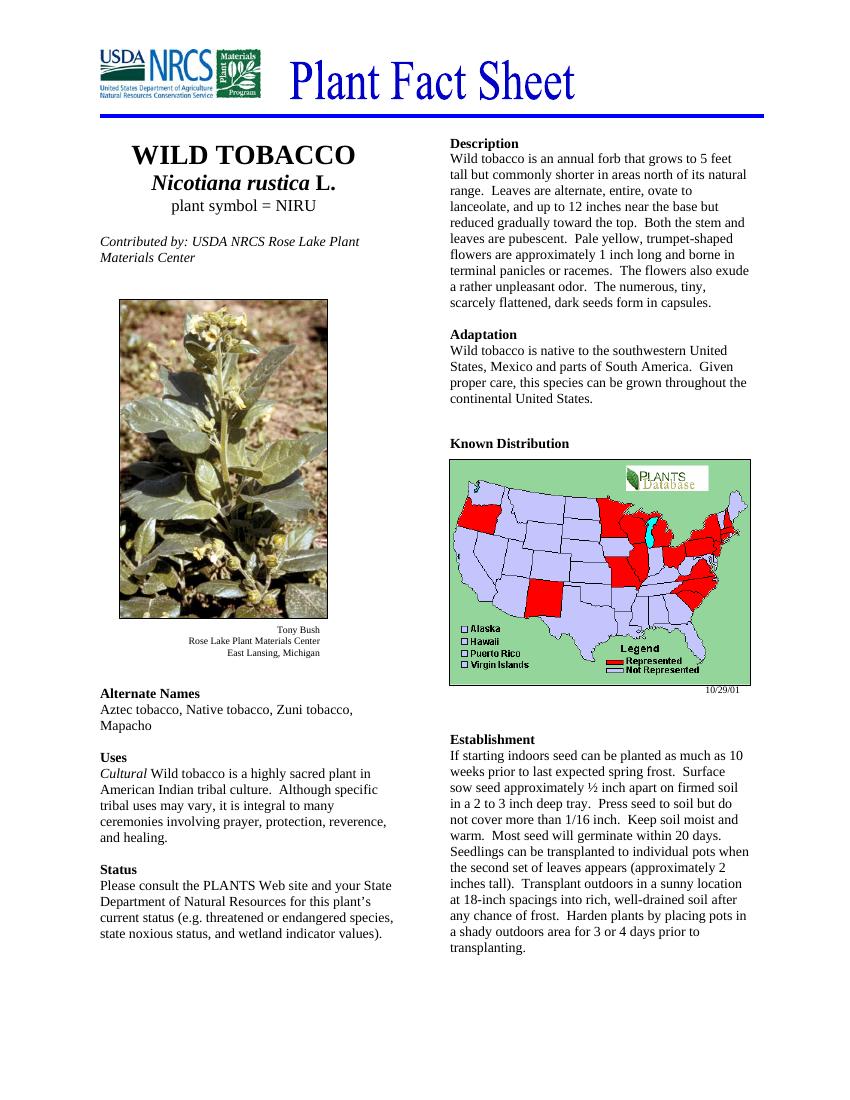 USDA NRCS
United States Department of Agriculture
Natural Resources Conservation Service
Plant Materials
Program
Plant Fact Sheet
WILD TOBACCO
Nicotiana rustica L.
plant symbol = NIRU
Contributed by: USDA NRCS Rose Lake Plant
Materials Center
Tony Bush
Rose Lake Plant Materials Center
East Lansing, Michigan
Alternate Names
Aztec tobacco, Native tobacco, Zuni tobacco,
Mapacho
Uses
Cultural Wild tobacco is a highly sacred plant in
American Indian tribal culture.  Although specific
tribal uses may vary, it is integral to many
ceremonies involving prayer, protection, reverence,
and healing.
Status
Please consult the PLANTS Web site and your State
Department of Natural Resources for this plant’s
current status (e.g. threatened or endangered species,
state noxious status, and wetland indicator values).
Description
Wild tobacco is an annual forb that grows to 5 feet
tall but commonly shorter in areas north of its natural
range.  Leaves are alternate, entire, ovate to
lanceolate, and up to 12 inches near the base but
reduced gradually toward the top.  Both the stem and
leaves are pubescent.  Pale yellow, trumpet-shaped
flowers are approximately 1 inch long and borne in
terminal panicles or racemes.  The flowers also exude
a rather unpleasant odor.  The numerous, tiny,
scarcely flattened, dark seeds form in capsules.
Adaptation
Wild tobacco is native to the southwestern United
States, Mexico and parts of South America.  Given
proper care, this species can be grown throughout the
continental United States.
Known Distribution
PLANTS
Database
Alaska
Hawaii
Puerto Rico
Virgin Islands
Legend
Represented
Not Represented
10/29/01
Establishment
If starting indoors seed can be planted as much as 10
weeks prior to last expected spring frost.  Surface
sow seed approximately ½ inch apart on firmed soil
in a 2 to 3 inch deep tray.  Press seed to soil but do
not cover more than 1/16 inch.  Keep soil moist and
warm.  Most seed will germinate within 20 days.
Seedlings can be transplanted to individual pots when
the second set of leaves appears (approximately 2
inches tall).  Transplant outdoors in a sunny location
at 18-inch spacings into rich, well-drained soil after
any chance of frost.  Harden plants by placing pots in
a shady outdoors area for 3 or 4 days prior to
transplanting.